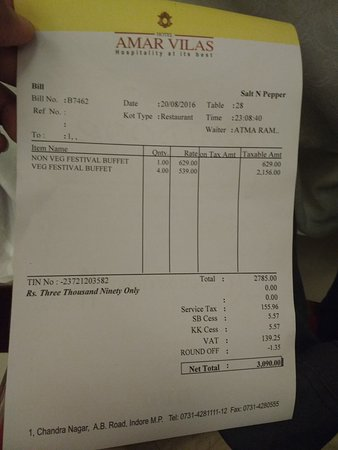 HOTEL
AMAR VILAS
Hospitality at its best
Bill Salt N Pepper
Bill No. : B7462 Date : 20/08/2016 Table : 28
Ref No. : Kot Type : Restaurant Time : 23:08:40
: Waiter : ATMA RAM..
To : 1, ,
Item Name Qnty Rate on Tax Amt Taxable Amt
NON VEG FESTIVAL BUFFET 1.00 629.00 629.00
VEG FESTIVAL BUFFET 4.00 539.00 2,156.00
TIN No : -23721203582 Total : 2785.00
Rs. Three Thousand Ninety Only : 0.00
: 0.00
Service Tax : 155.96
SB Cess : 5.57
KK Cess : 5.57
VAT : 139.25
ROUND OFF : -1.35
Net Total : 3,090.00
1, Chandra Nagar, A.B. Road, Indore M.P. Tel: 0731-4281111-12 Fax: 0731-4280585